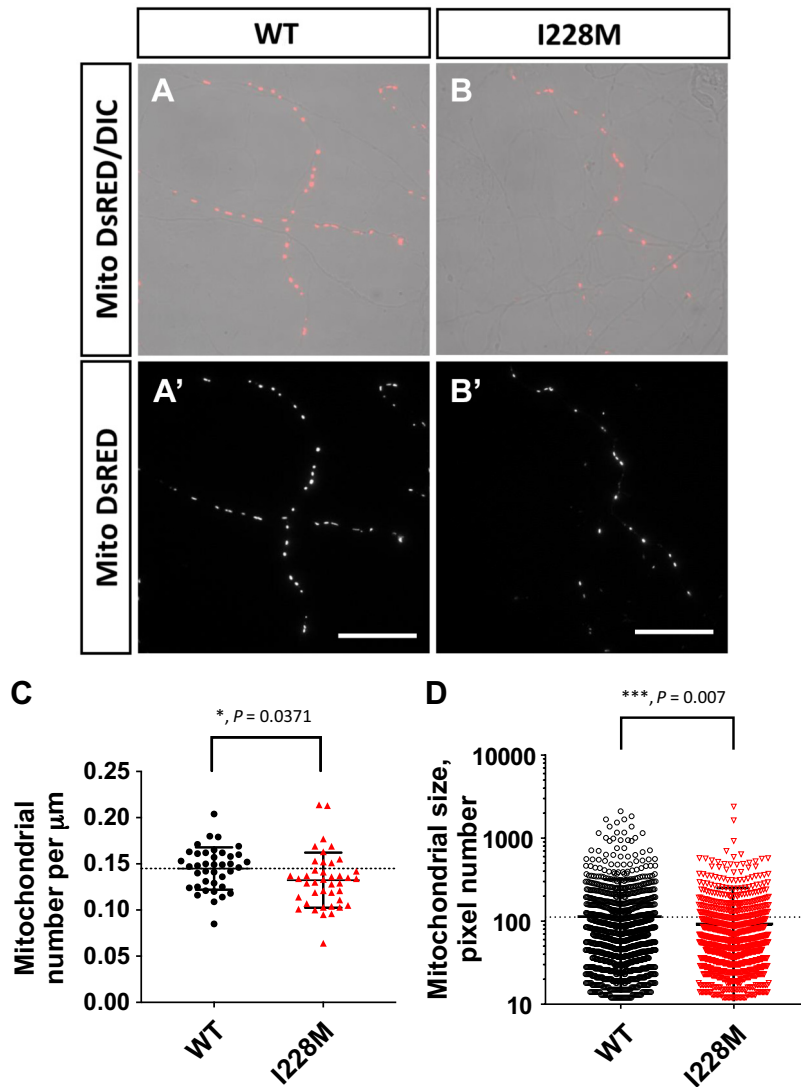 WT
I228M
Mito DsRED/DIC
A
B
Mito DsRED
A'
B'
C
*, P = 0.0371
Mitochondrial
number per μm
0.25
0.20
0.15
0.10
0.05
0.00
WT
I228M
D
***, P = 0.007
Mitochondrial size,
pixel number
10000
1000
100
10
WT
I228M